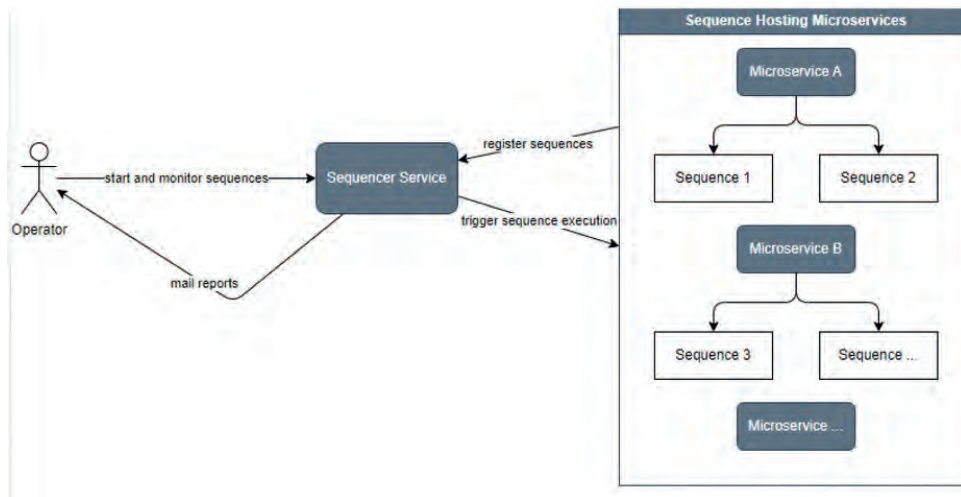 Sequence Hosting Microservices
Microservice A
register sequences
Sequence 1
Sequence 2
start and monitor sequences
Sequencer Service
Operator
trigger sequence execution
Microservice B
mail reports
Sequence 3
Sequence ...
Microservice ...